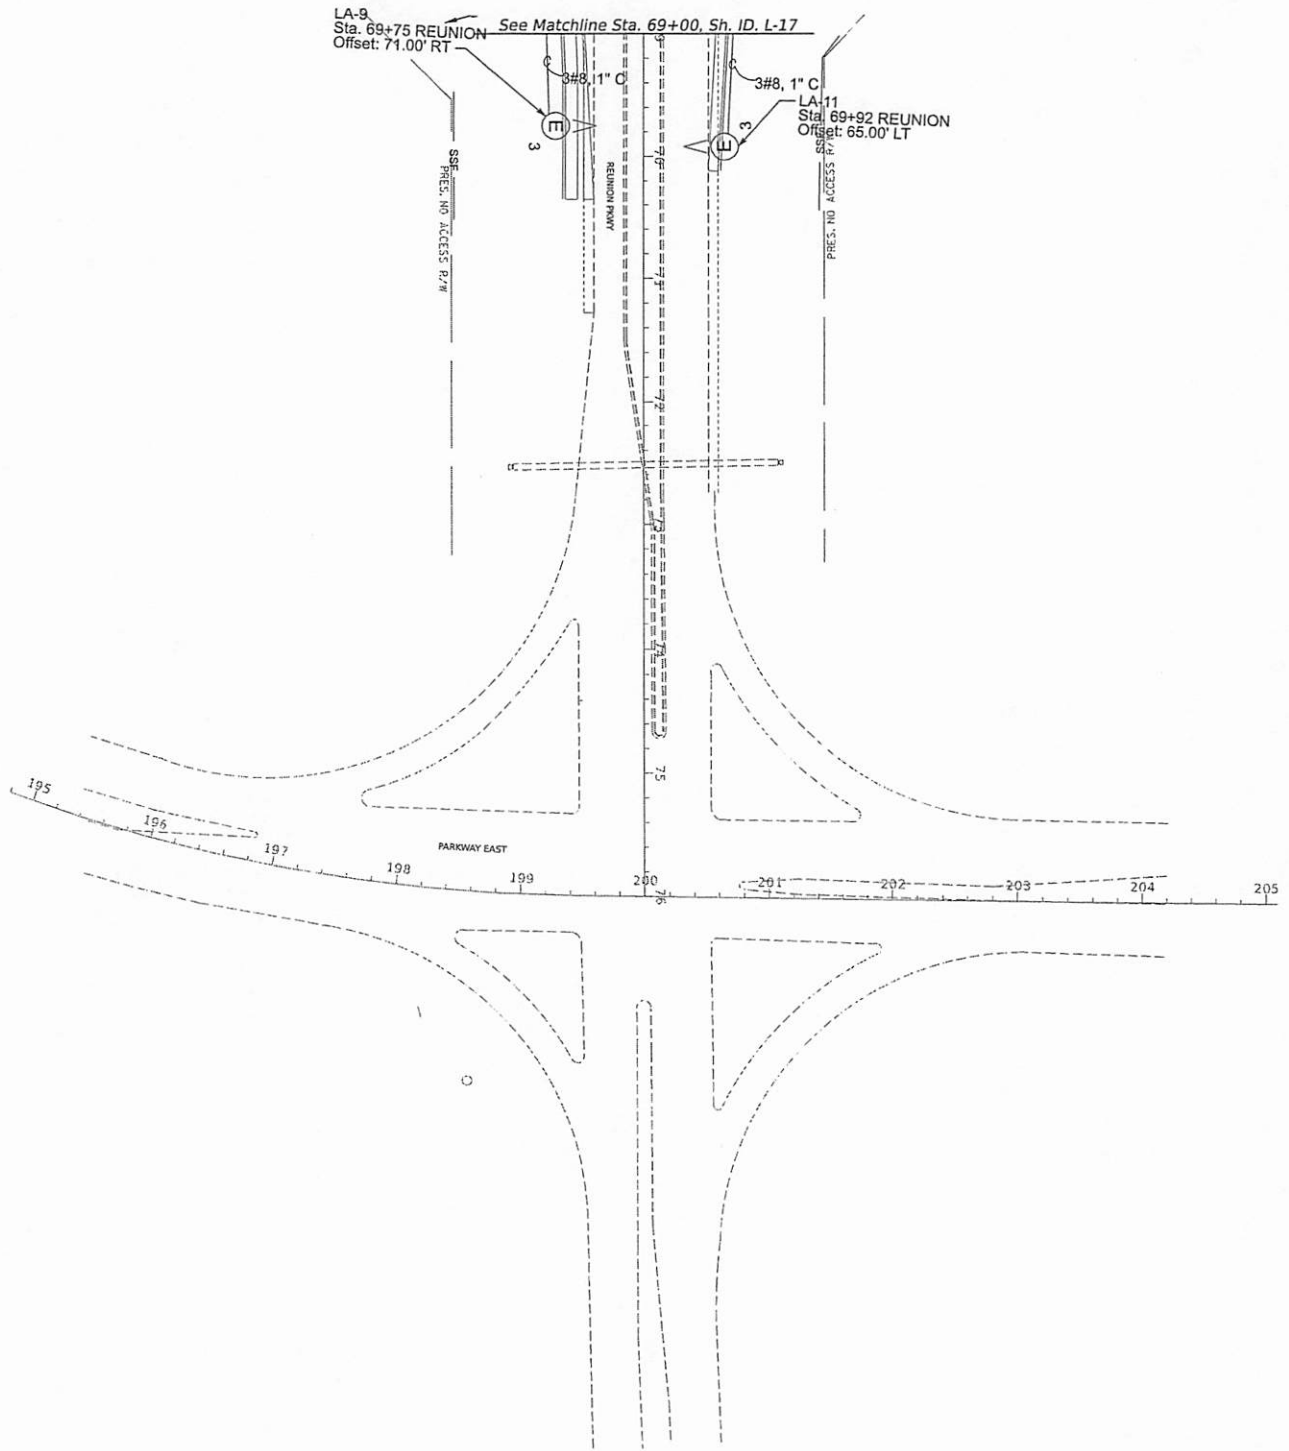 LA-9
Sta. 69+75 REUNION
Offset: 71.00' RT
See Matchline Sta. 69+00, Sh. ID. L-17
3#8, 1" C
3#8, 1" C
LA-11
Sta. 69+92 REUNION
Offset: 65.00' LT
E
3
E
3
SSF
PRES. NO ACCESS R/W
SSF
PRES. NO ACCESS R/W
REUNION PKWY
70
71
72
73
74
75
76
195
196
197
198
199
200
201
202
203
204
205
PARKWAY EAST